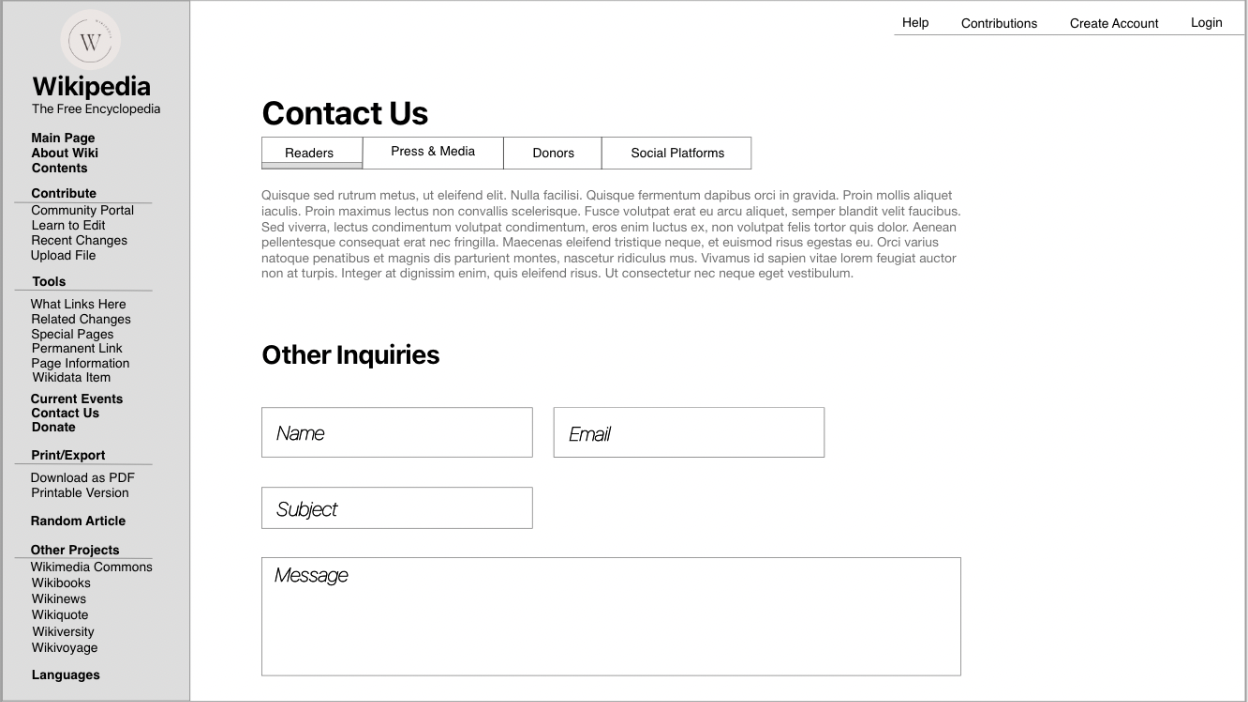 WIKIPEDIA
W
Wikipedia
The Free Encyclopedia
Main Page
About Wiki
Contents
Contribute
Community Portal
Learn to Edit
Recent Changes
Upload File
Tools
What Links Here
Related Changes
Special Pages
Permanent Link
Page Information
Wikidata Item
Current Events
Contact Us
Donate
Print/Export
Download as PDF
Printable Version
Random Article
Other Projects
Wikimedia Commons
Wikibooks
Wikinews
Wikiquote
Wikiversity
Wikivoyage
Languages
Help Contributions Create Account Login
Contact Us
Readers Press & Media Donors Social Platforms
Quisque sed rutrum metus, ut eleifend elit. Nulla facilisi. Quisque fermentum dapibus orci in gravida. Proin mollis aliquet
iaculis. Proin maximus lectus non convallis scelerisque. Fusce volutpat erat eu arcu aliquet, semper blandit velit faucibus.
Sed viverra, lectus condimentum volutpat condimentum, eros enim luctus ex, non volutpat felis tortor quis dolor. Aenean
pellentesque consequat erat nec fringilla. Maecenas eleifend tristique neque, et euismod risus egestas eu. Orci varius
natoque penatibus et magnis dis parturient montes, nascetur ridiculus mus. Vivamus id sapien vitae lorem feugiat auctor
non at turpis. Integer at dignissim enim, quis eleifend risus. Ut consectetur nec neque eget vestibulum.
Other Inquiries
Name Email
Subject
Message